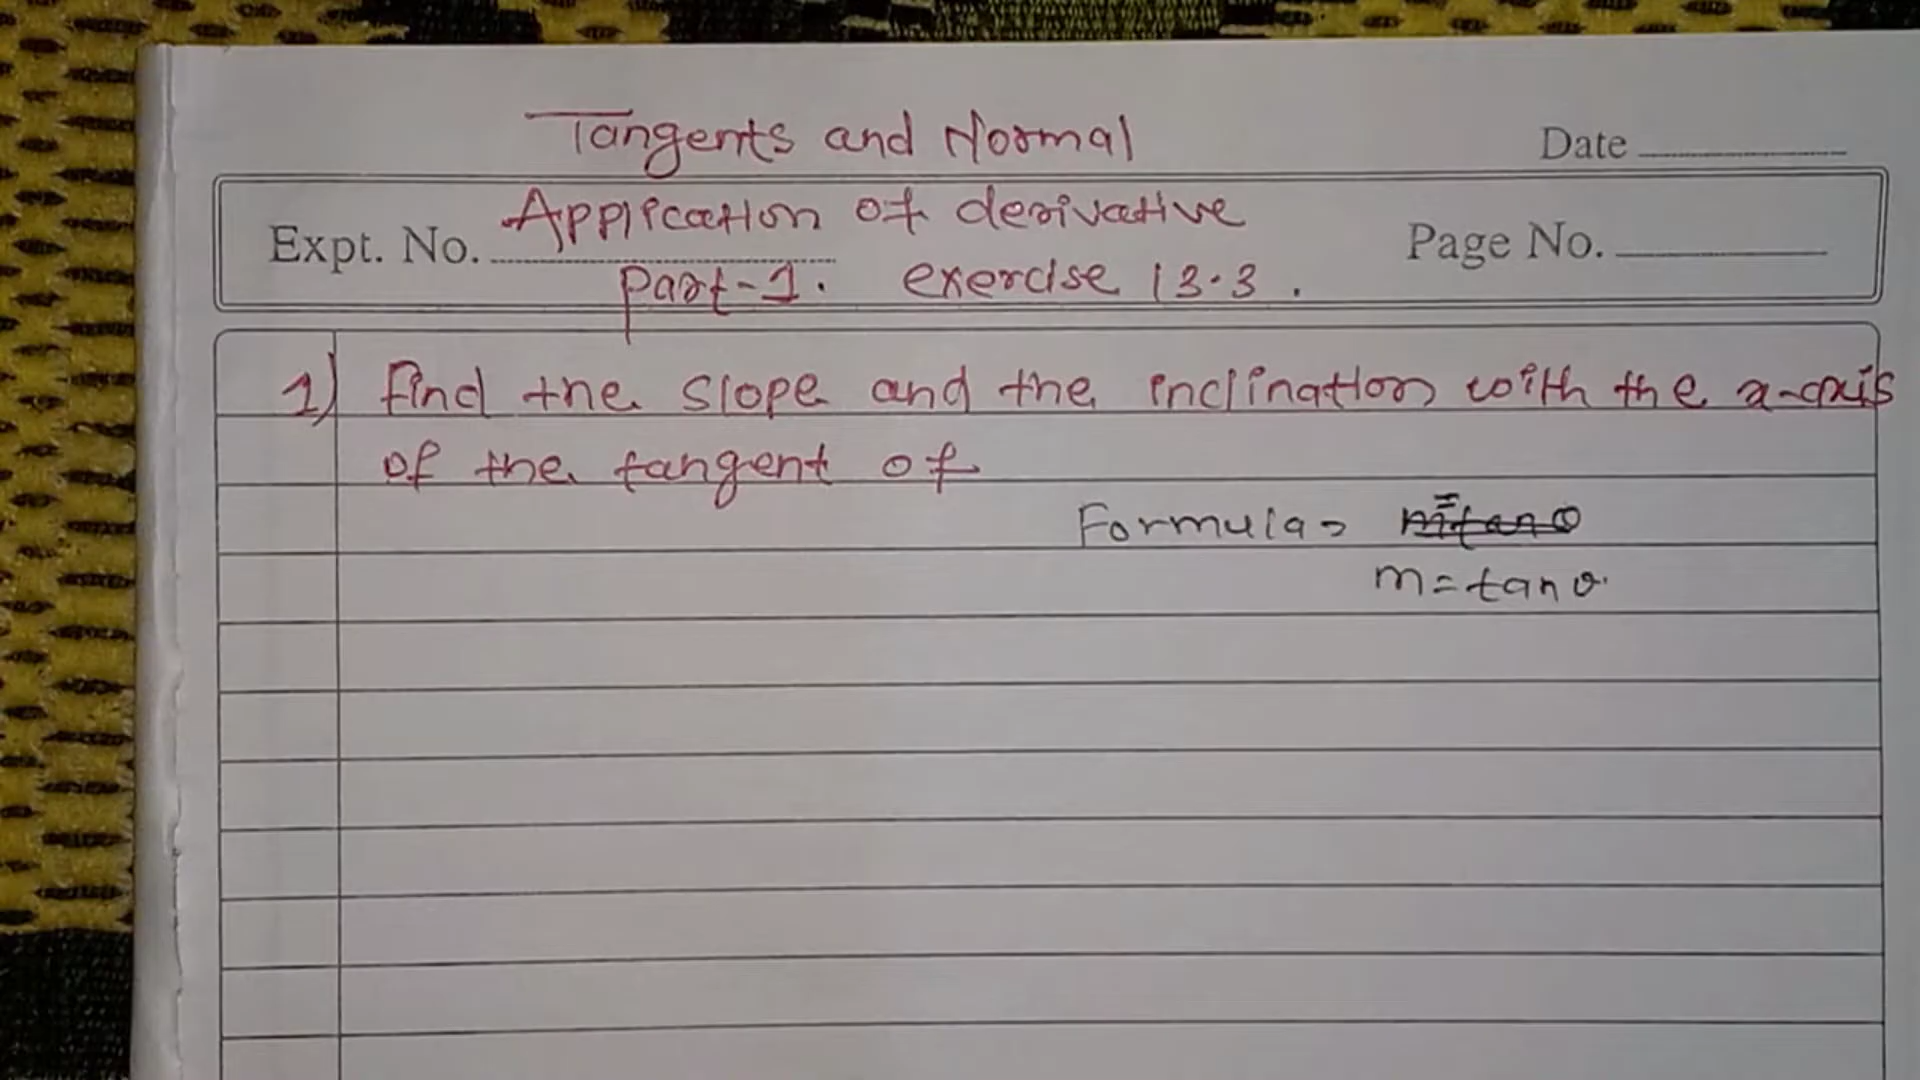 Tangents and Normal
Date
Application of derivative
Expt. No.
Page No.
part-1. exercise 13.3.
1) find the slope and the inclination with the x-axis
of the tangent of
Formula = m=tanθ
m=tanθ.